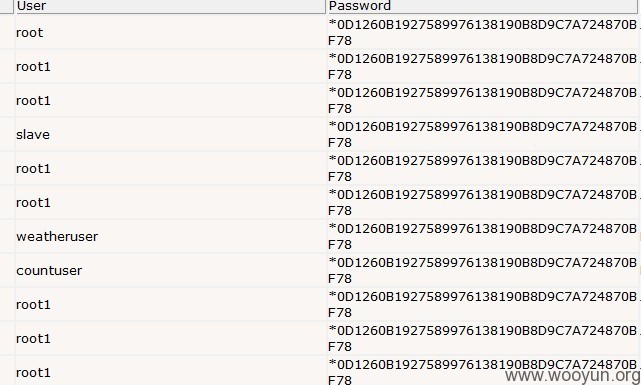 User Password
root *0D1260B1927589976138190B8D9C7A724870B
F78
root1 *0D1260B1927589976138190B8D9C7A724870B
F78
root1 *0D1260B1927589976138190B8D9C7A724870B
F78
slave *0D1260B1927589976138190B8D9C7A724870B
F78
root1 *0D1260B1927589976138190B8D9C7A724870B
F78
root1 *0D1260B1927589976138190B8D9C7A724870B
F78
weatheruser *0D1260B1927589976138190B8D9C7A724870B
F78
countuser *0D1260B1927589976138190B8D9C7A724870B
F78
root1 *0D1260B1927589976138190B8D9C7A724870B
F78
root1 *0D1260B1927589976138190B8D9C7A724870B
F78
root1 *0D1260B1927589976138190B8D9C7A724870B
F78
www.wooyun.org